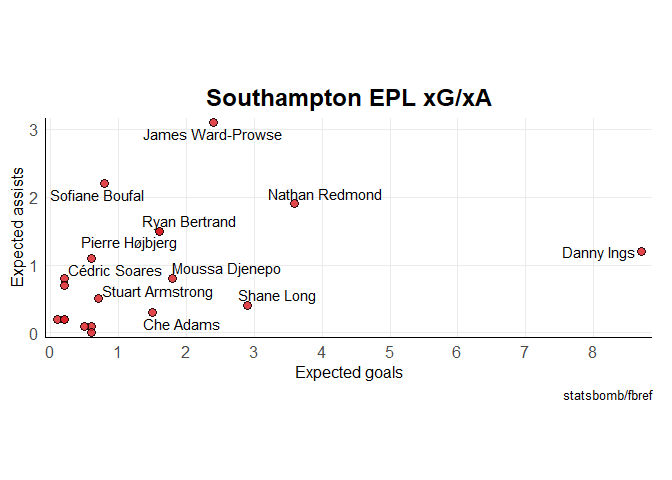 Southampton EPL xG/xA
3
James Ward-Prowse
2
Sofiane Boufal
Nathan Redmond
Ryan Bertrand
Pierre Højbjerg
Danny Ings
1
Cédric Soares
Moussa Djenepo
Stuart Armstrong
Shane Long
Che Adams
0
Expected assists
0 1 2 3 4 5 6 7 8
Expected goals
statsbomb/fbref